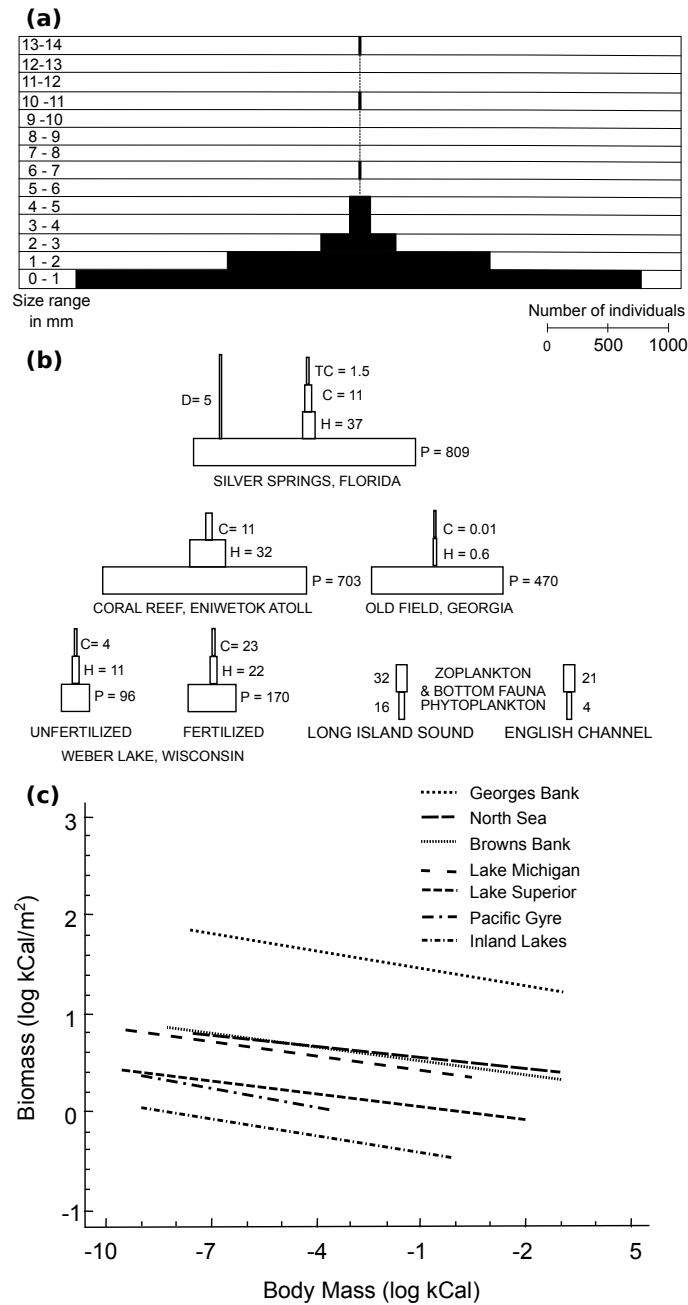 (a)
13-14
12-13
11-12
10 -11
9 -10
8 - 9
7 - 8
6 - 7
5 - 6
4 - 5
3 - 4
2 - 3
1 - 2
0 - 1
Size range
in mm
Number of individuals
0 500 1000
(b)
TC = 1.5
D= 5
C = 11
H = 37
P = 809
SILVER SPRINGS, FLORIDA
C= 11
H = 32
P = 703
CORAL REEF, ENIWETOK ATOLL
C = 0.01
H = 0.6
P = 470
OLD FIELD, GEORGIA
C= 4
H = 11
P = 96
UNFERTILIZED
C= 23
H = 22
P = 170
FERTILIZED
WEBER LAKE, WISCONSIN
32 ZOPLANKTON 21
& BOTTOM FAUNA
16 PHYTOPLANKTON 4
LONG ISLAND SOUND ENGLISH CHANNEL
(c)
Georges Bank
North Sea
Browns Bank
Lake Michigan
Lake Superior
Pacific Gyre
Inland Lakes
3
2
1
0
-1
Biomass (log kCal/m²)
-10 -7 -4 -1 -2 5
Body Mass (log kCal)